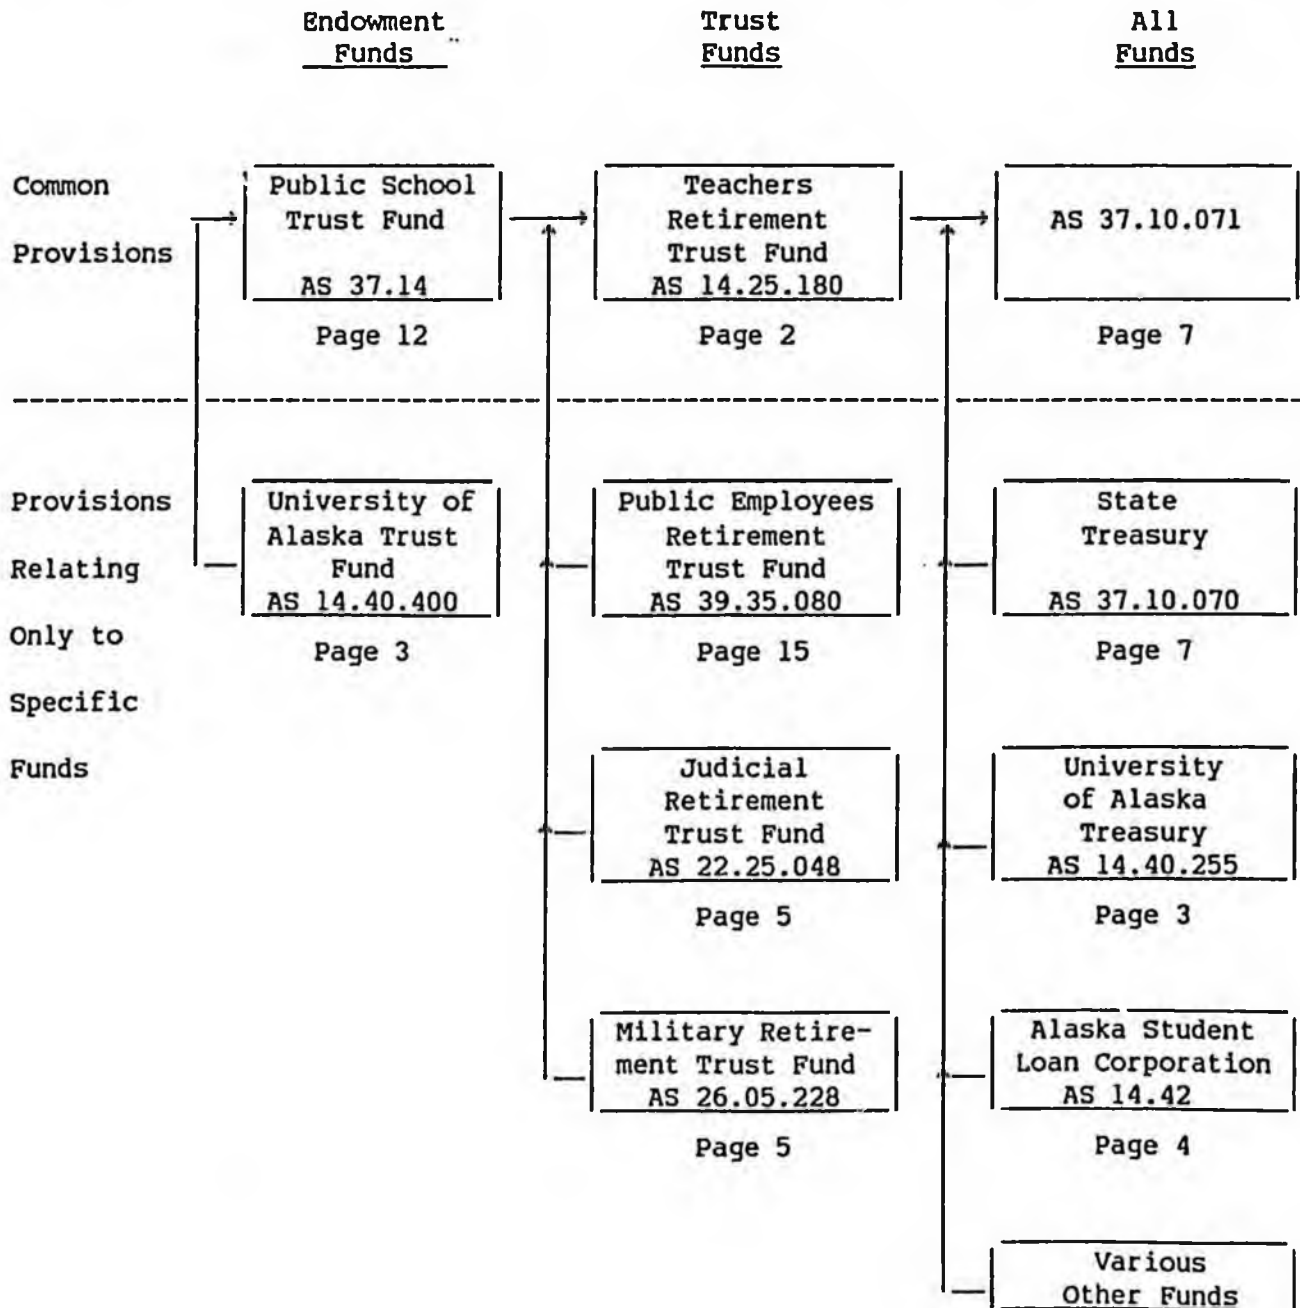 Endowment
Funds
Trust
Funds
All
Funds
Common
Provisions
Public School
Trust Fund
AS 37.14
Page 12
Teachers
Retirement
Trust Fund
AS 14.25.180
Page 2
AS 37.10.071
Page 7
Provisions
Relating
Only to
Specific
Funds
University of
Alaska Trust
Fund
AS 14.40.400
Page 3
Public Employees
Retirement
Trust Fund
AS 39.35.080
Page 15
State
Treasury
AS 37.10.070
Page 7
Judicial
Retirement
Trust Fund
AS 22.25.048
Page 5
University
of Alaska
Treasury
AS 14.40.255
Page 3
Military Retire-
ment Trust Fund
AS 26.05.228
Page 5
Alaska Student
Loan Corporation
AS 14.42
Page 4
Various
Other Funds